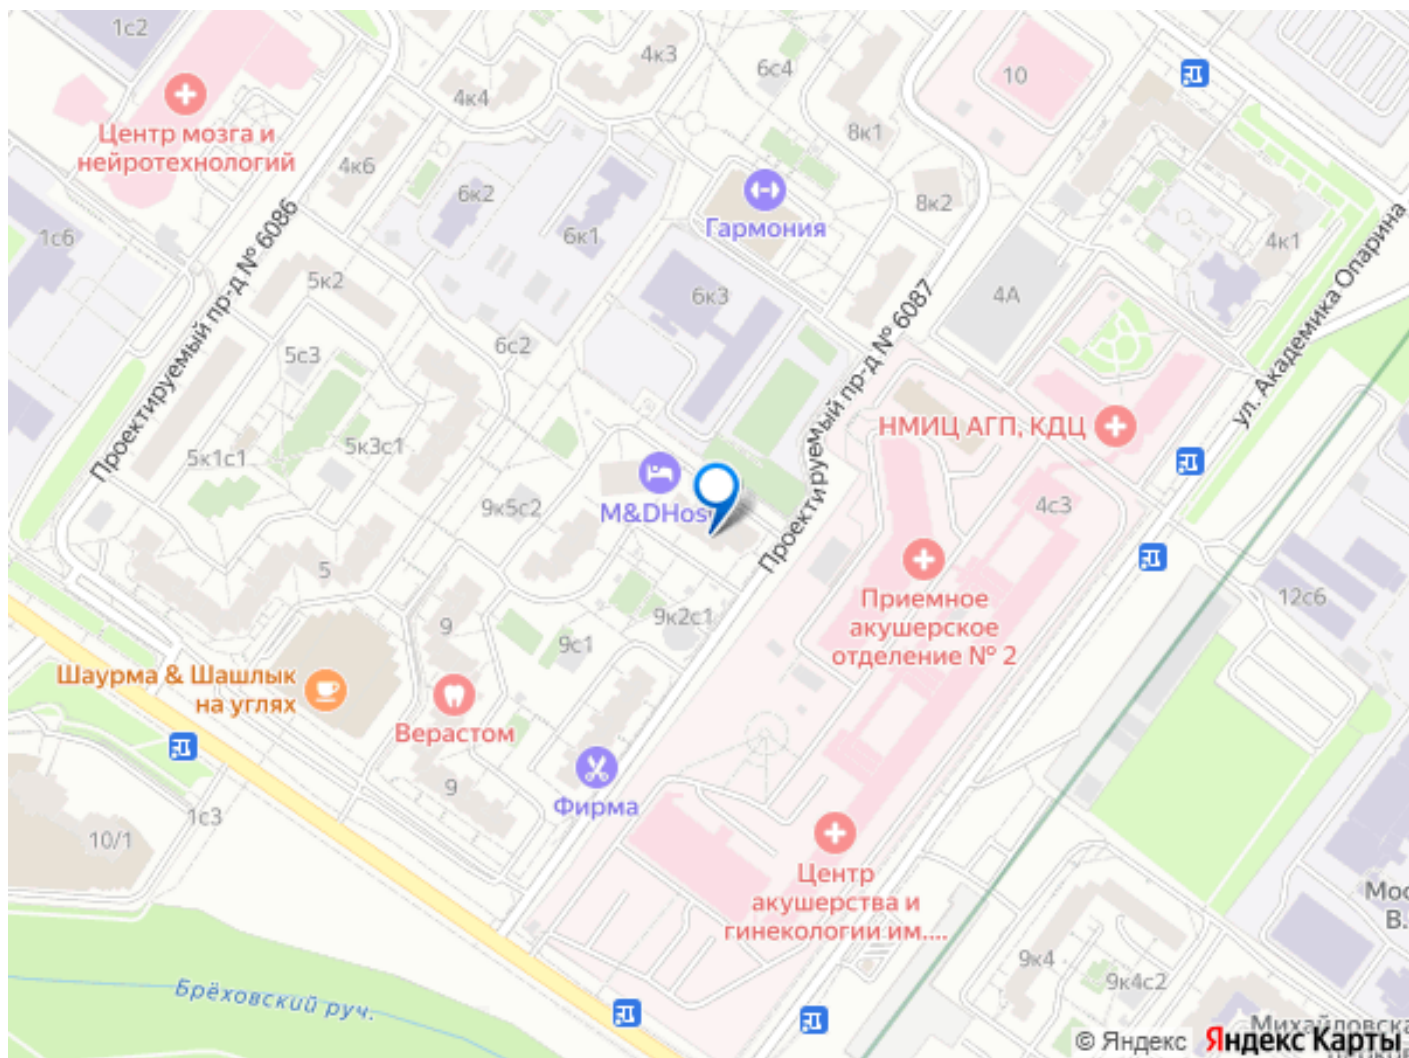 1с2
4к3
6с4
10
4к4
Центр мозга и
нейротехнологий
8к1
4к6
6к2
8к2
Гармония
1с6
6к1
4к1
Проектируемый пр-д № 6086
5к2
6к3
4А
ул. Академика Опарина
Проектируемый пр-д № 6087
6с2
5с3
НМИЦ АГП, КДЦ
5к3с1
5к1с1
9к5с2
M&DHos
4с3
5
Приемное
акушерское
отделение № 2
12с6
9к2с1
9
9с1
Шаурма & Шашлык
на углях
Верастом
9
Фирма
1с3
10/1
Центр
акушерства и
гинекологии им....
Мос
В.
9к4
9к4с2
Брёховский руч.
Михайловска
© Яндекс Яндекс Карты